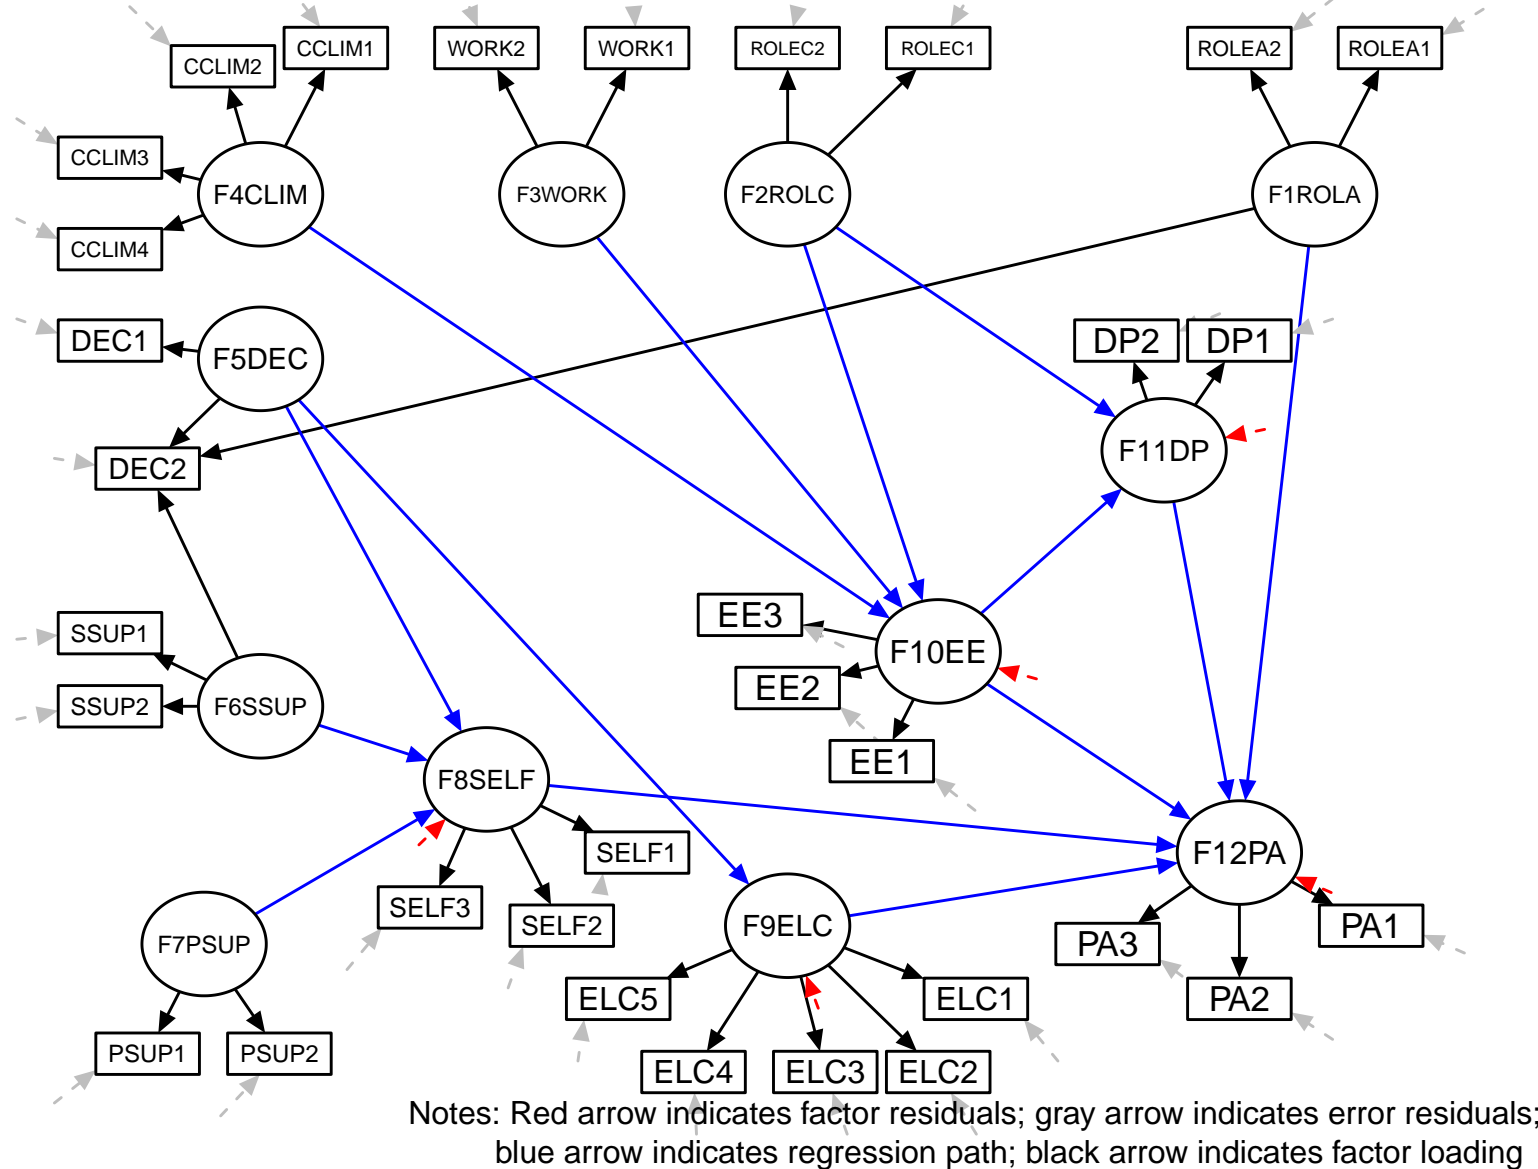 CCLIM1
WORK2
WORK1
ROLEC2
ROLEC1
ROLEA2
ROLEA1
CCLIM2
CCLIM3
F4CLIM
F3WORK
F2ROLC
F1ROLA
CCLIM4
DEC1
F5DEC
DP2
DP1
F11DP
DEC2
SSUP1
EE3
F10EE
EE2
SSUP2
F6SSUP
EE1
F8SELF
SELF1
F12PA
SELF3
SELF2
F9ELC
PA3
PA1
F7PSUP
ELC5
ELC1
PA2
PSUP1
PSUP2
ELC4
ELC3
ELC2
Notes: Red arrow indicates factor residuals; gray arrow indicates error residuals;
blue arrow indicates regression path; black arrow indicates factor loading